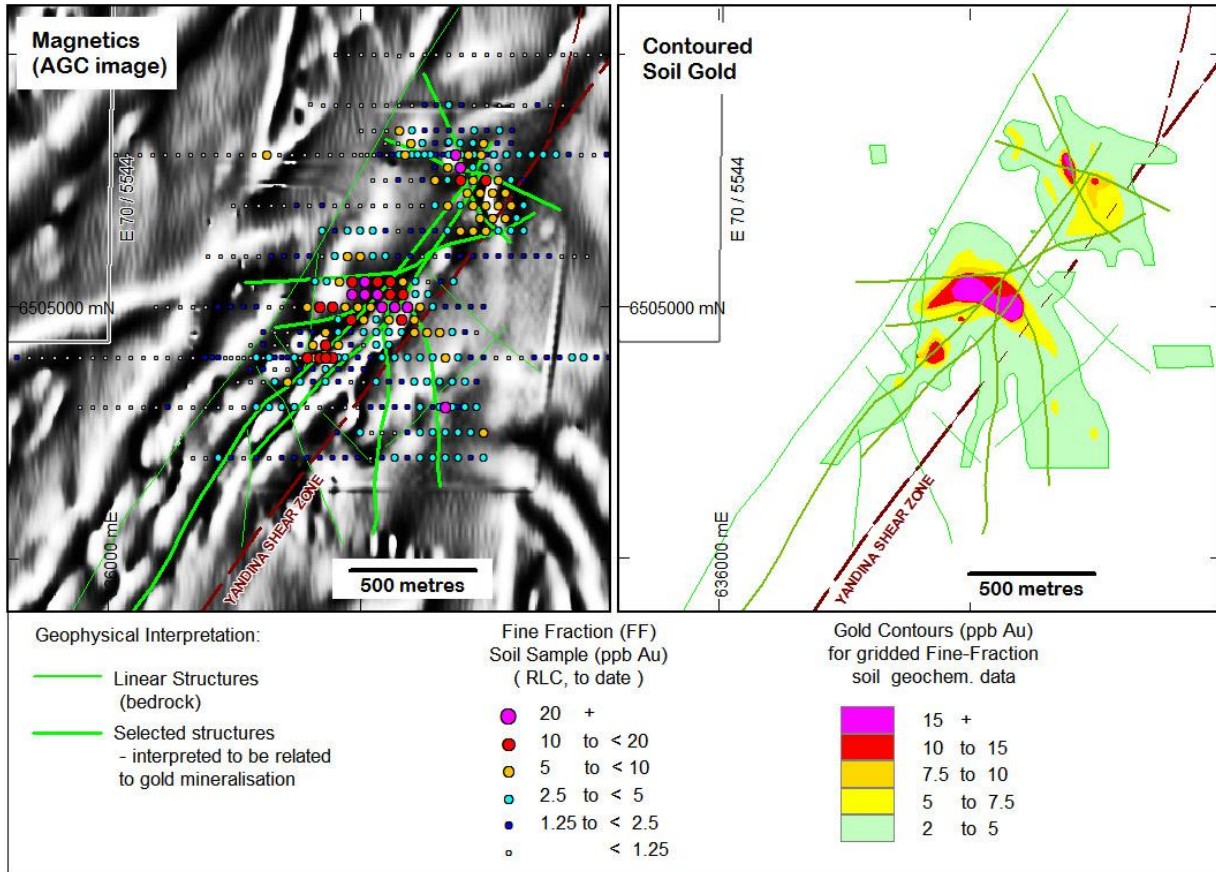 Magnetics
(AGC image)
E 70 / 5544
6505000 mN
YANDINA SHEAR ZONE
500 metres
Contoured
Soil Gold
E 70 / 5544
6505000 mN
636000 mE
YANDINA SHEAR ZONE
500 metres
Geophysical Interpretation:
Linear Structures
(bedrock)
Selected structures
- interpreted to be related
to gold mineralisation
Fine Fraction (FF)
Soil Sample (ppb Au)
( RLC, to date )
20 +
10 to < 20
5 to < 10
2.5 to < 5
1.25 to < 2.5
< 1.25
Gold Contours (ppb Au)
for gridded Fine-Fraction
soil geochem. data
15 +
10 to 15
7.5 to 10
5 to 7.5
2 to 5